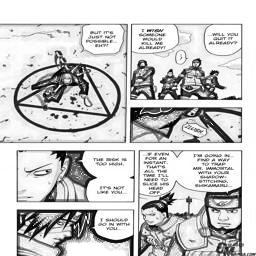 BUT IT'S
JUST NOT
POSSIBLE...
EH?!
I WISH
SOMEONE
WOULD
KILL ME
ALREADY!
...WILL YOU
QUIT IT
ALREADY?
THE RISK IS
TOO HIGH.
IT'S NOT
LIKE YOU...
I SHOULD
GO IN WITH
YOU.
...IF EVEN
FOR AN
INSTANT.
THAT'S
ALL THE
TIME I'LL
NEED TO
SLICE HIS
HEAD
OFF.
I'M GOING IN...
FIND A WAY
TO TRAP
MR. IMMORTAL
WITH YOUR
SHADOW-
STITCHING,
SHIKAMARU...